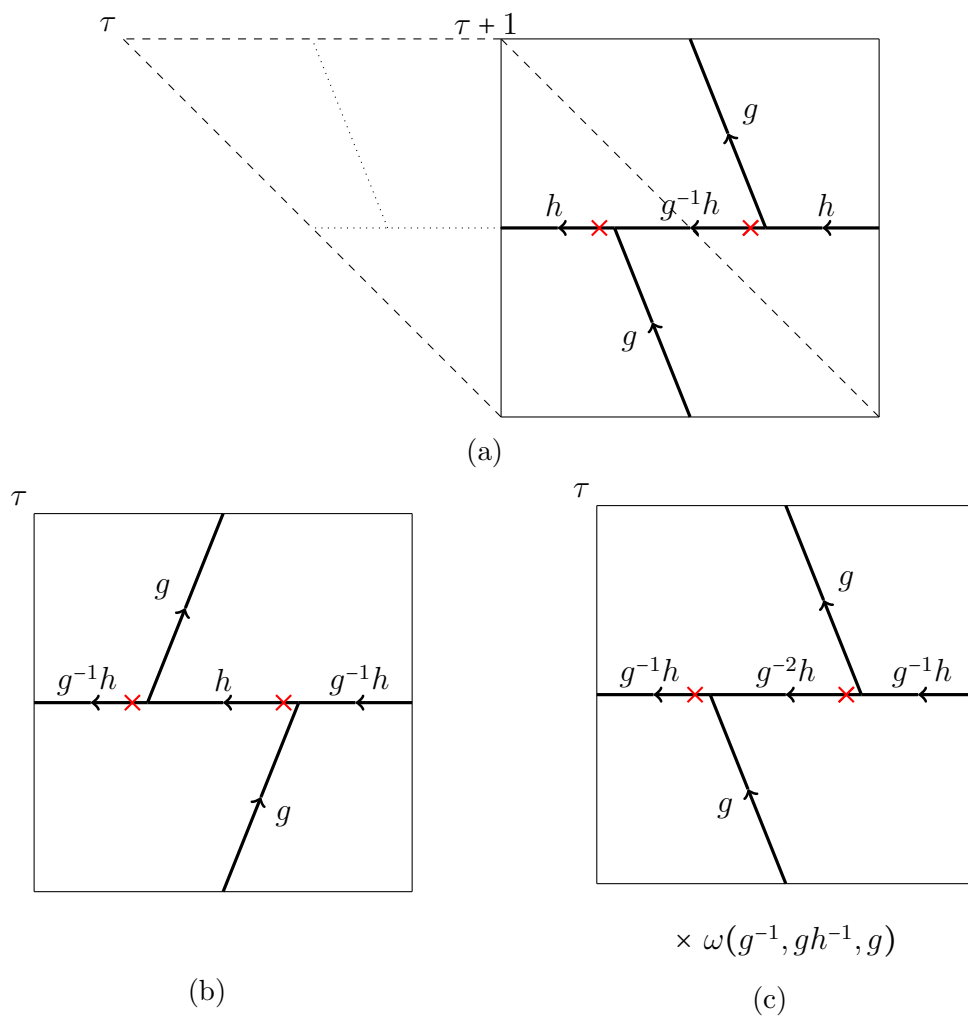 τ
τ + 1
g
h
g⁻¹h
h
g
(a)
τ
τ
g
g
g⁻¹h
h
g⁻¹h
g⁻¹h
g⁻²h
g⁻¹h
g
g
× ω(g⁻¹, gh⁻¹, g)
(b)
(c)